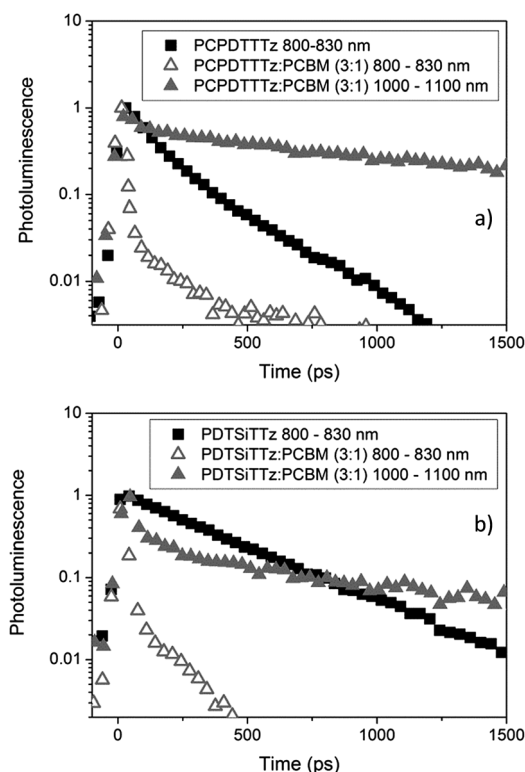 10
PCPDTTTz 800-830 nm
PCPDTTTz:PCBM (3:1) 800 - 830 nm
PCPDTTTz:PCBM (3:1) 1000 - 1100 nm
1
0.1
0.01
Photoluminescence
a)
0
500
1000
1500
Time (ps)
10
PDTSiTTz 800 - 830 nm
PDTSiTTz:PCBM (3:1) 800 - 830 nm
PDTSiTTz:PCBM (3:1) 1000 - 1100 nm
1
0.1
0.01
Photoluminescence
b)
0
500
1000
1500
Time (ps)